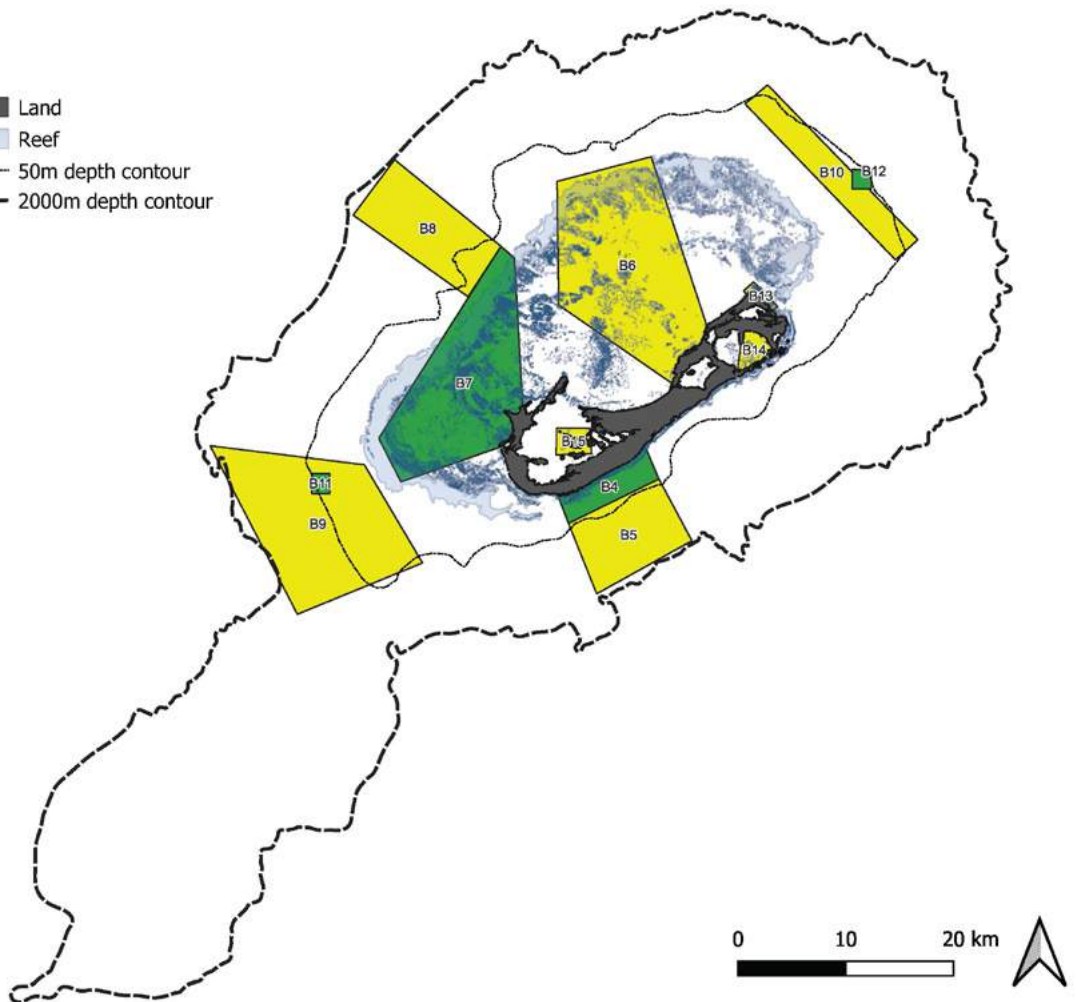 Land
Reef
50m depth contour
2000m depth contour
B10
B12
B8
B6
B13
B14
B7
B15
B11
B4
B9
B5
0 10 20 km